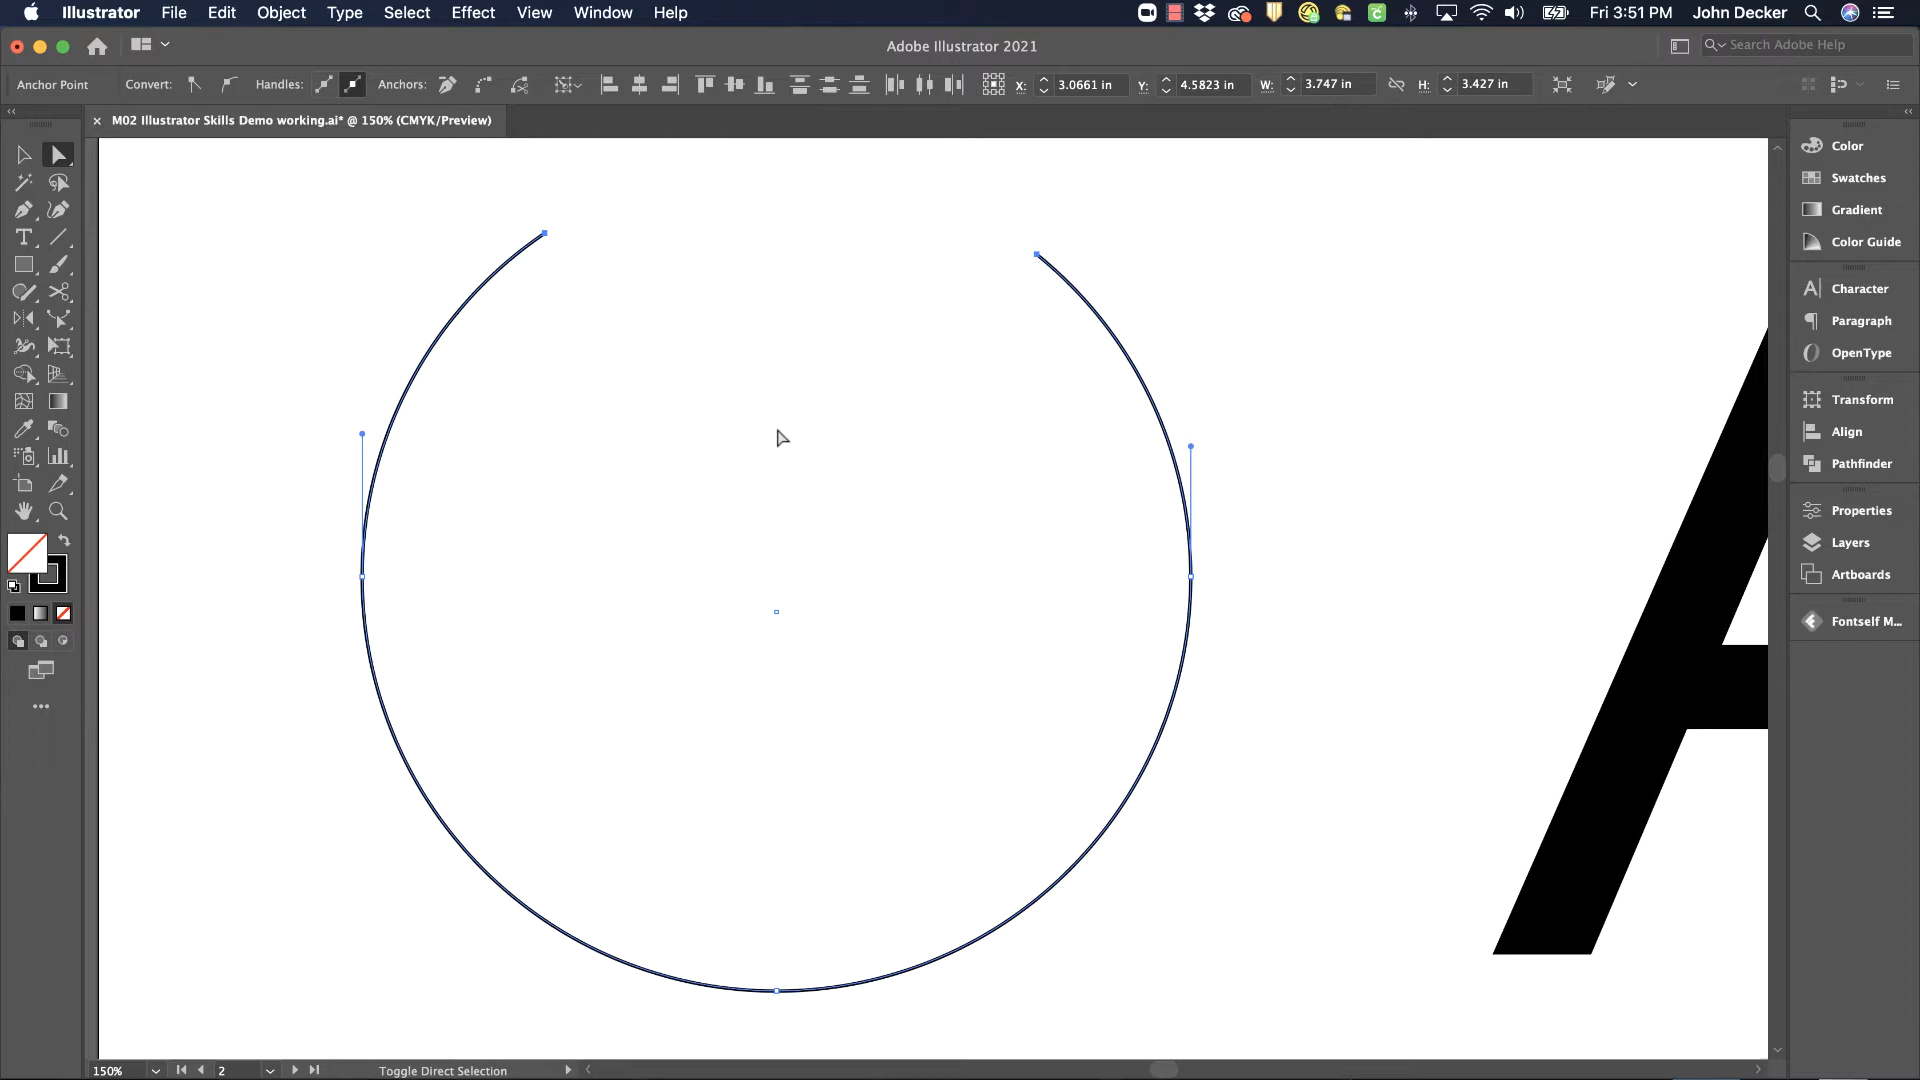 Illustrator File Edit Object Type Select Effect View Window Help Fri 3:51 PM John Decker
Adobe Illustrator 2021
Search Adobe Help
Anchor Point Convert: Handles: Anchors: X: 3.0661 in Y: 4.5823 in W: 3.747 in H: 3.427 in
M02 Illustrator Skills Demo working.ai* @ 150% (CMYK/Preview)
Color
Swatches
Gradient
Color Guide
Character
Paragraph
OpenType
Transform
Align
Pathfinder
Properties
Layers
Artboards
Fontself M...
150% 2 Toggle Direct Selection